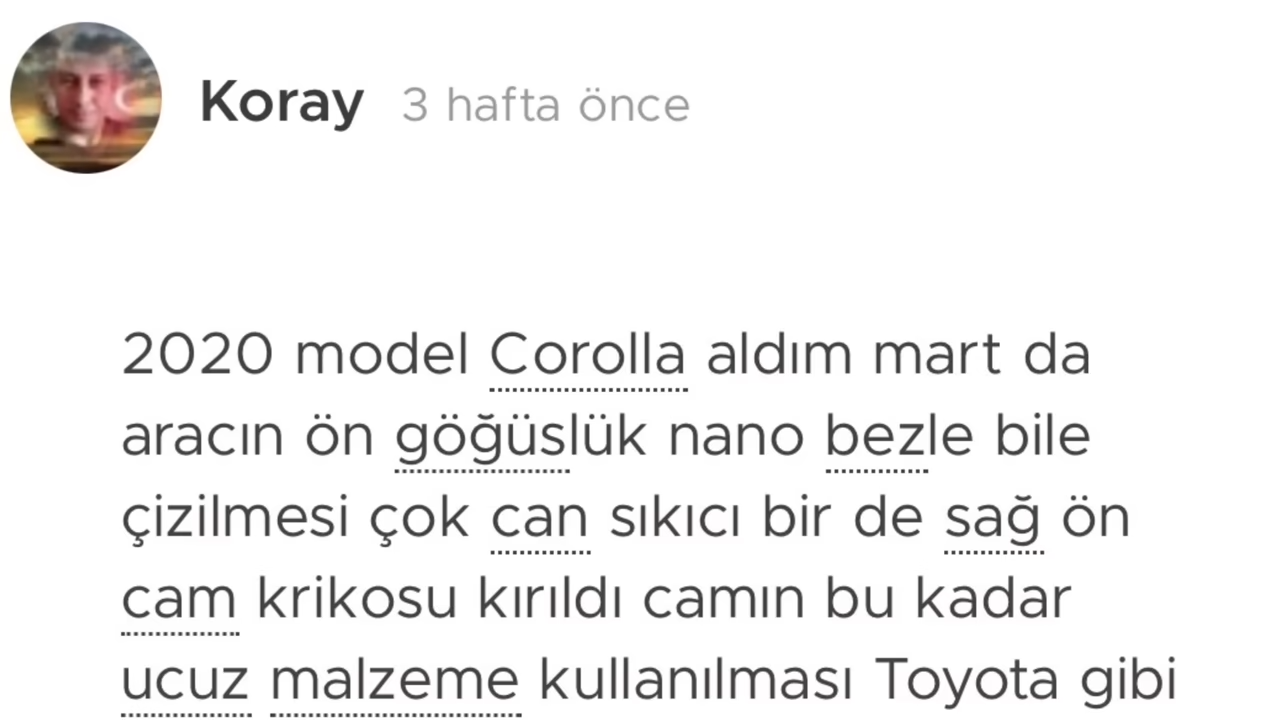 Koray 3 hafta önce
2020 model Corolla aldım mart da
aracın ön göğüslük nano bezle bile
çizilmesi çok can sıkıcı bir de sağ ön
cam krikosu kırıldı camın bu kadar
ucuz malzeme kullanılması Toyota gibi